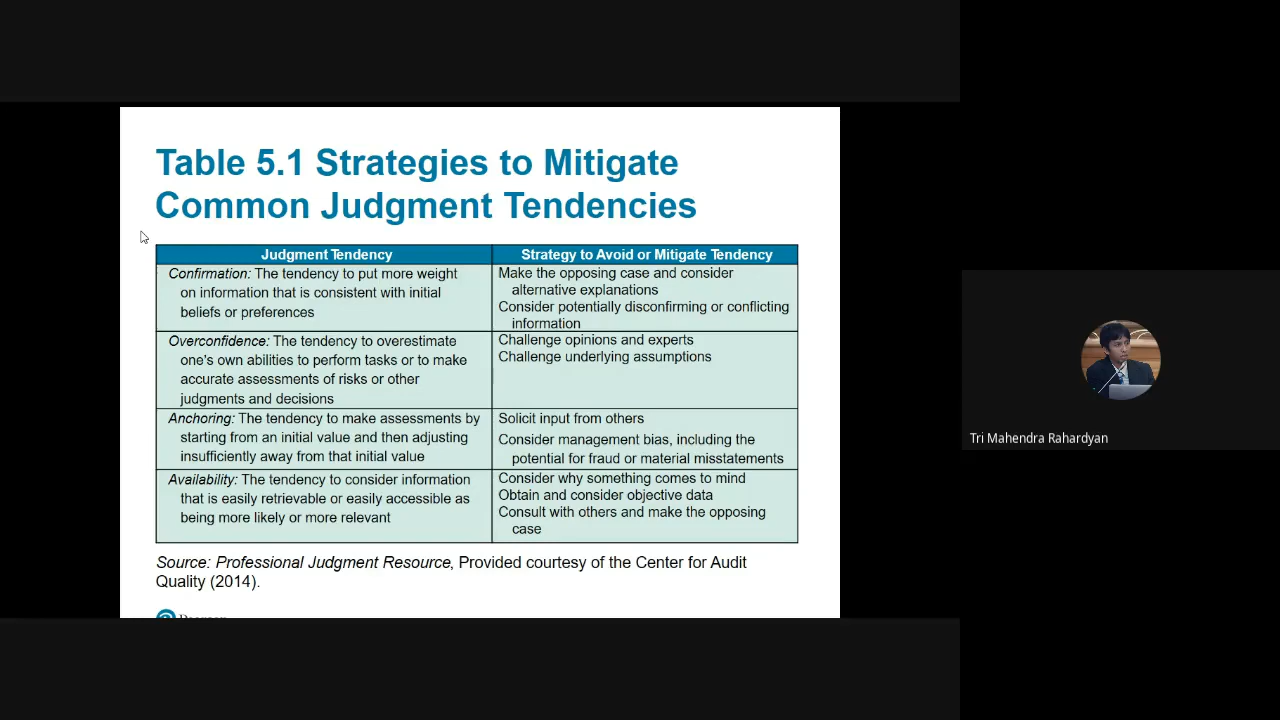 Table 5.1 Strategies to Mitigate
Common Judgment Tendencies
Judgment Tendency
Strategy to Avoid or Mitigate Tendency
Confirmation: The tendency to put more weight
on information that is consistent with initial
beliefs or preferences
Make the opposing case and consider
alternative explanations
Consider potentially disconfirming or conflicting
information
Overconfidence: The tendency to overestimate
one's own abilities to perform tasks or to make
accurate assessments of risks or other
judgments and decisions
Challenge opinions and experts
Challenge underlying assumptions
Anchoring: The tendency to make assessments by
starting from an initial value and then adjusting
insufficiently away from that initial value
Solicit input from others
Consider management bias, including the
potential for fraud or material misstatements
Availability: The tendency to consider information
that is easily retrievable or easily accessible as
being more likely or more relevant
Consider why something comes to mind
Obtain and consider objective data
Consult with others and make the opposing
case
Source: Professional Judgment Resource, Provided courtesy of the Center for Audit
Quality (2014).
Tri Mahendra Rahardyan